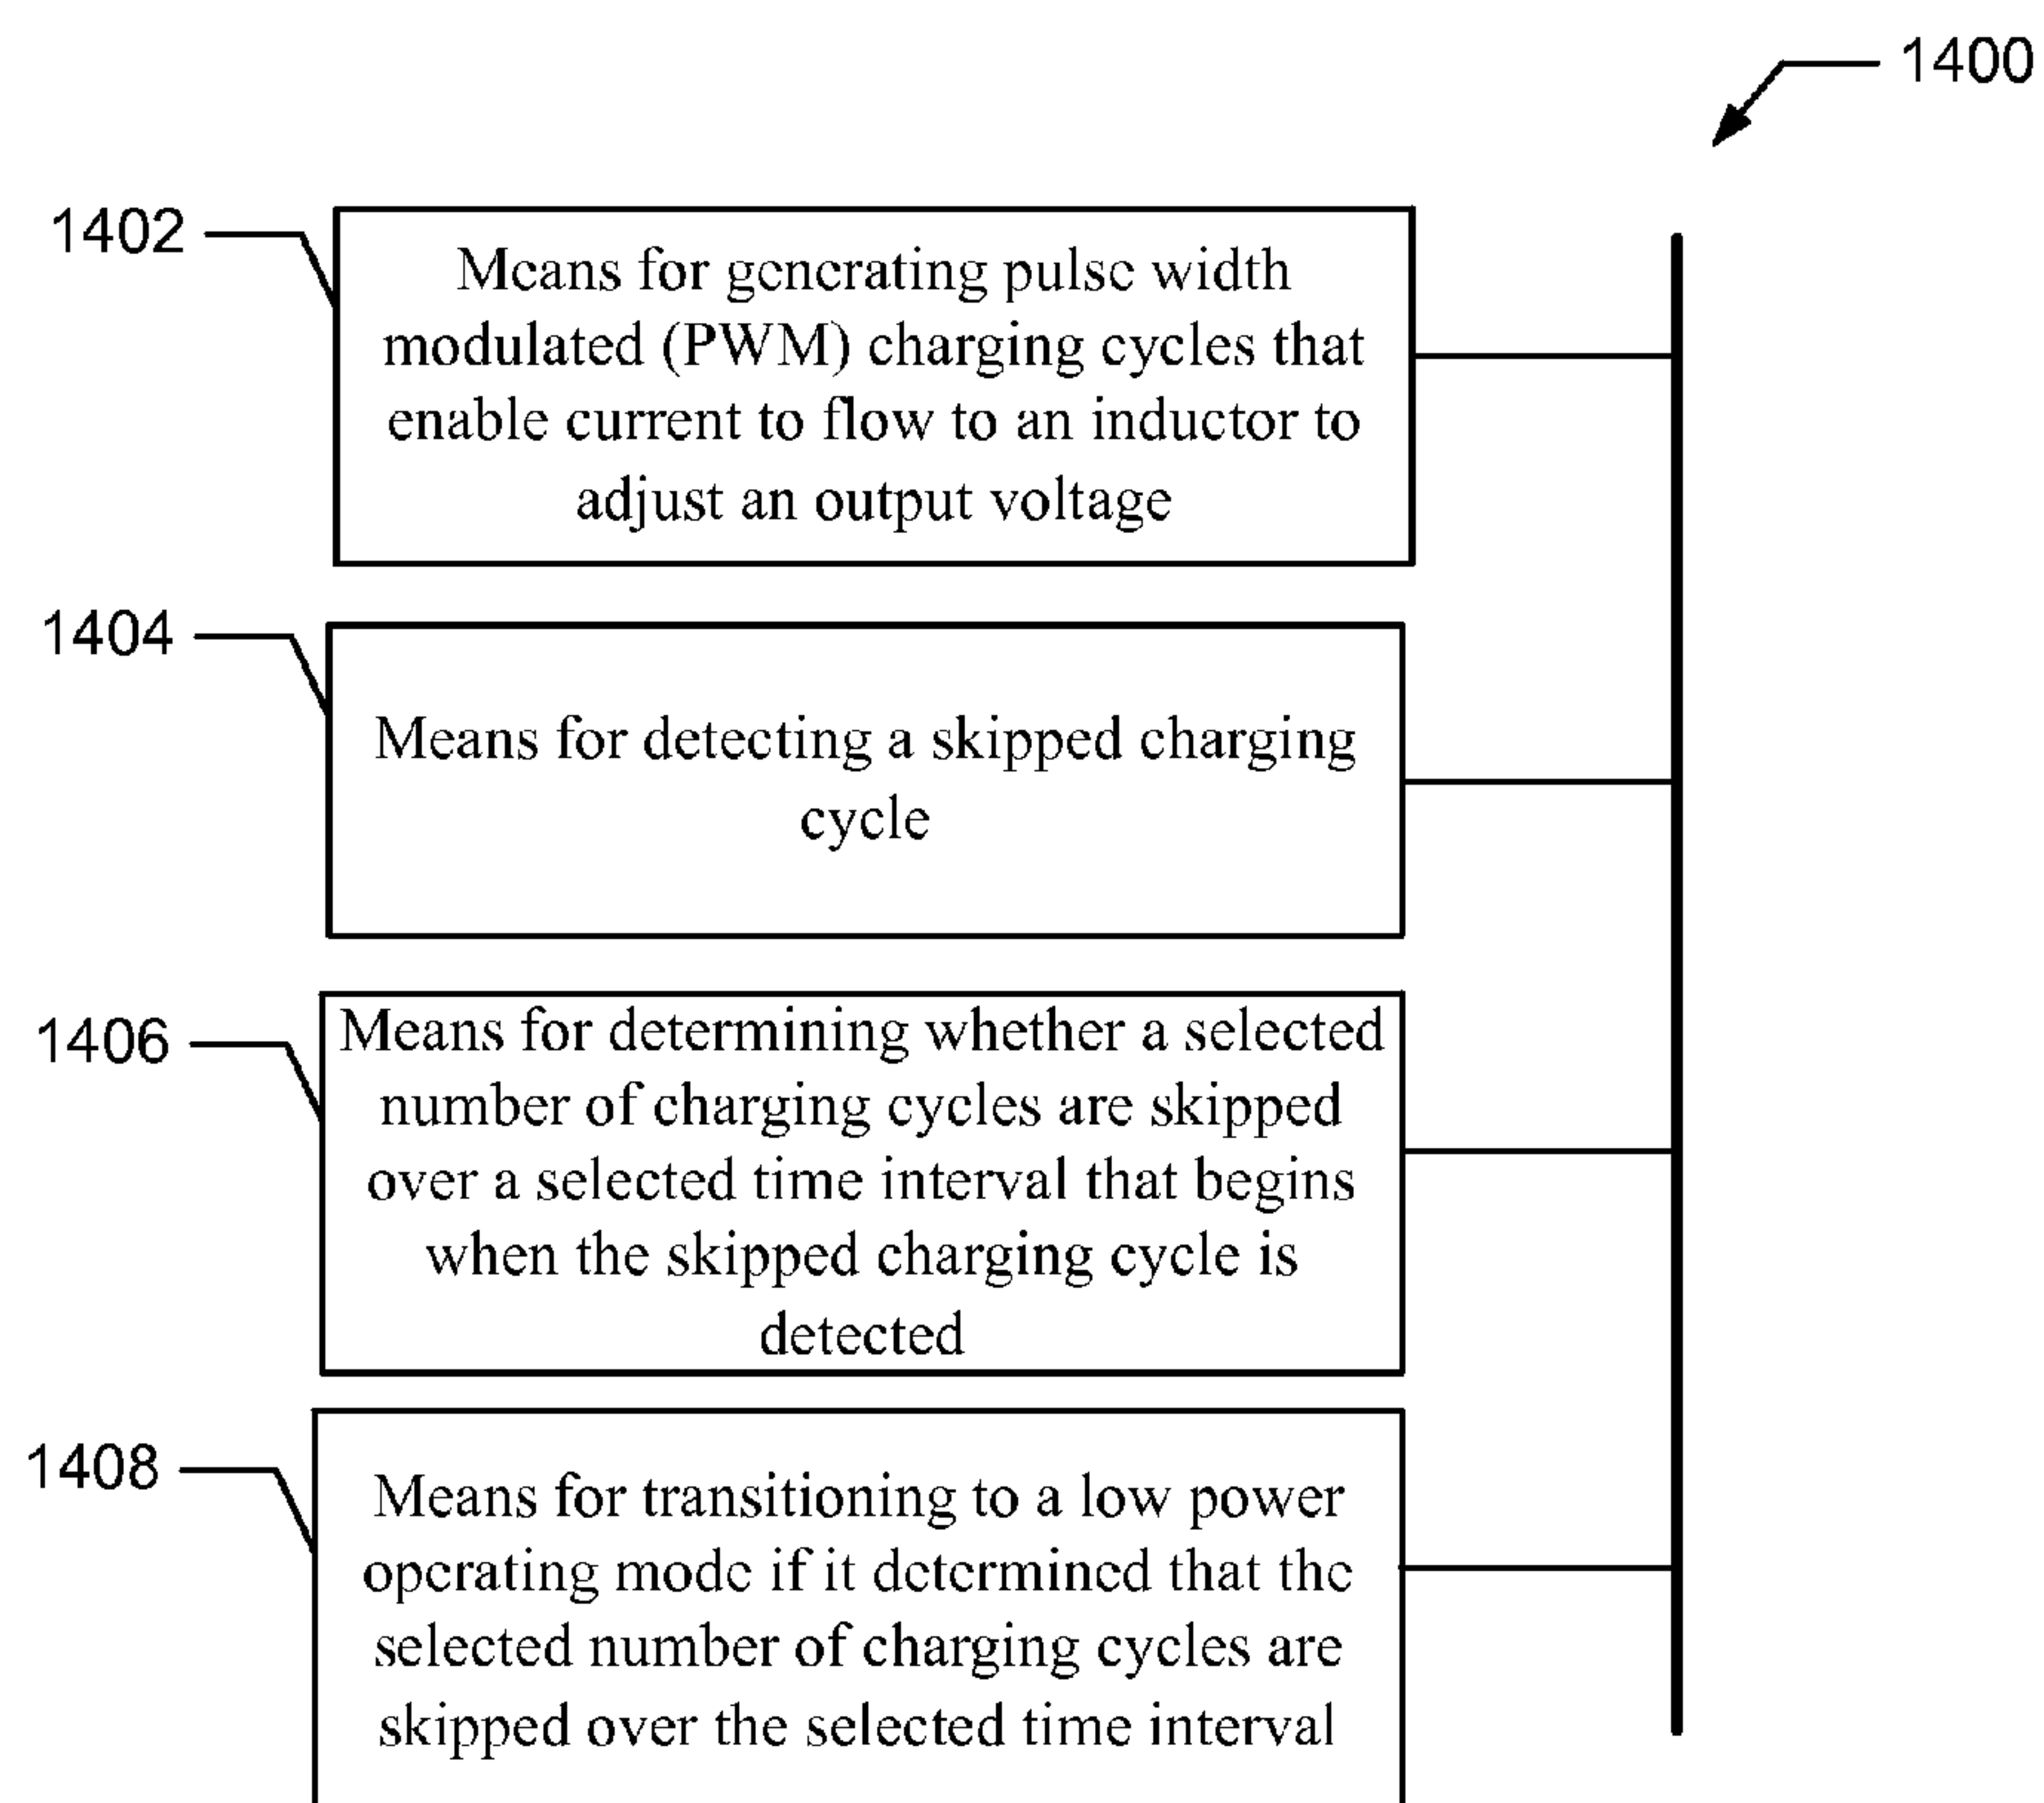 1400
1402
Means for generating pulse width
modulated (PWM) charging cycles that
enable current to flow to an inductor to
adjust an output voltage
1404
Means for detecting a skipped charging
cycle
1406
Means for determining whether a selected
number of charging cycles are skipped
over a selected time interval that begins
when the skipped charging cycle is
detected
1408
Means for transitioning to a low power
operating mode if it determined that the
selected number of charging cycles are
skipped over the selected time interval